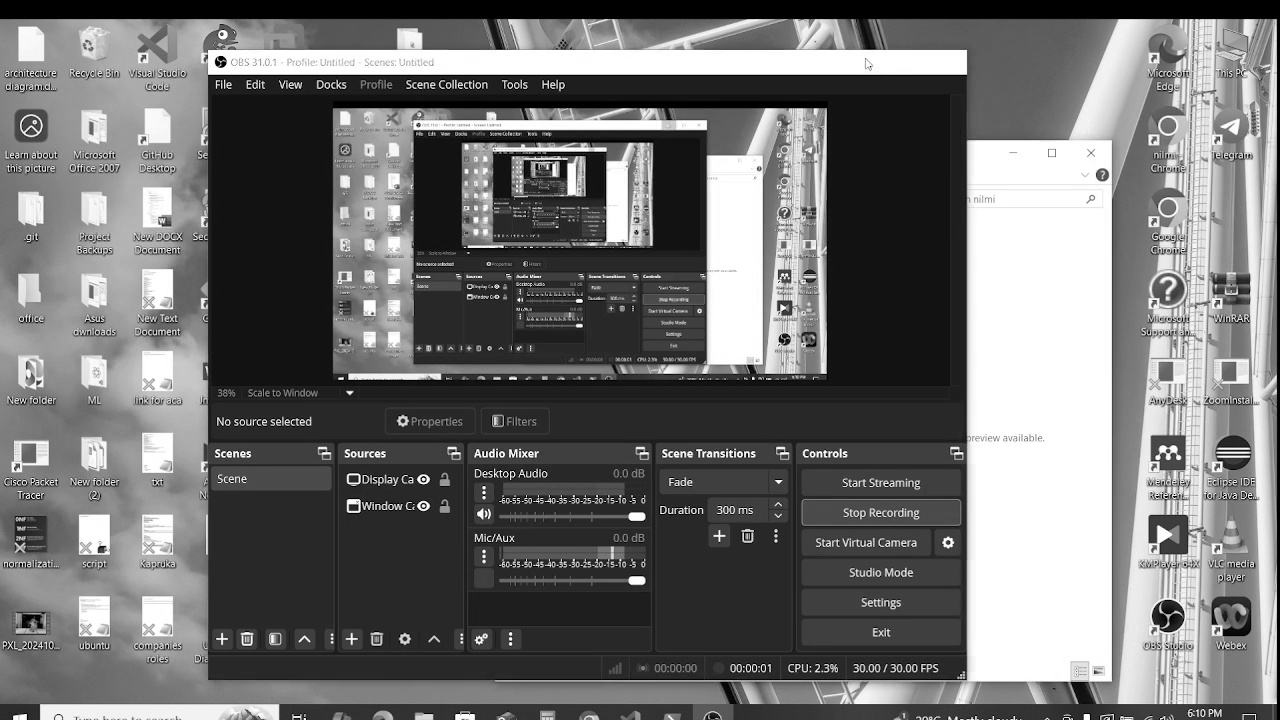 architecture
diagram.d...
Recycle Bin
Visual Studio
Code
Learn about
this picture
Microsoft
Office 2007
GitHub
Desktop
git
Project
Backups
New DOCX
Document
office
Asus
downloads
New Text
Document
New folder
ML
link for aca
Cisco Packet
Tracer
New folder
(2)
txt
normalizati...
script
Kapruka
PXL_202410...
ubuntu
companies
roles
OBS 31.0.1 - Profile: Untitled - Scenes: Untitled
File Edit View Docks Profile Scene Collection Tools Help
38% Scale to Window
No source selected
Properties
Filters
Scenes
Scene
Sources
Display Ca
Window Ca
Audio Mixer
Desktop Audio 0.0 dB
-60 -55 -50 -45 -40 -35 -30 -25 -20 -15 -10 -5 0
Mic/Aux 0.0 dB
-60 -55 -50 -45 -40 -35 -30 -25 -20 -15 -10 -5 0
Scene Transitions
Fade
Duration 300 ms
Controls
Start Streaming
Stop Recording
Start Virtual Camera
Studio Mode
Settings
Exit
00:00:00 00:00:01 CPU: 2.3% 30.00 / 30.00 FPS
nilmi
preview available.
Microsoft
Edge
This PC
nilmi -
Chrome
Telegram
Google
Chrome
Microsoft
Support an...
WinRAR
AnyDesk
ZoomInstal...
Mendeley
Referen...
Eclipse IDE
for Java De...
KMPlayer 64X
VLC media
player
OBS Studio
Webex
Type here to search
Mostly cloudy
6:10 PM